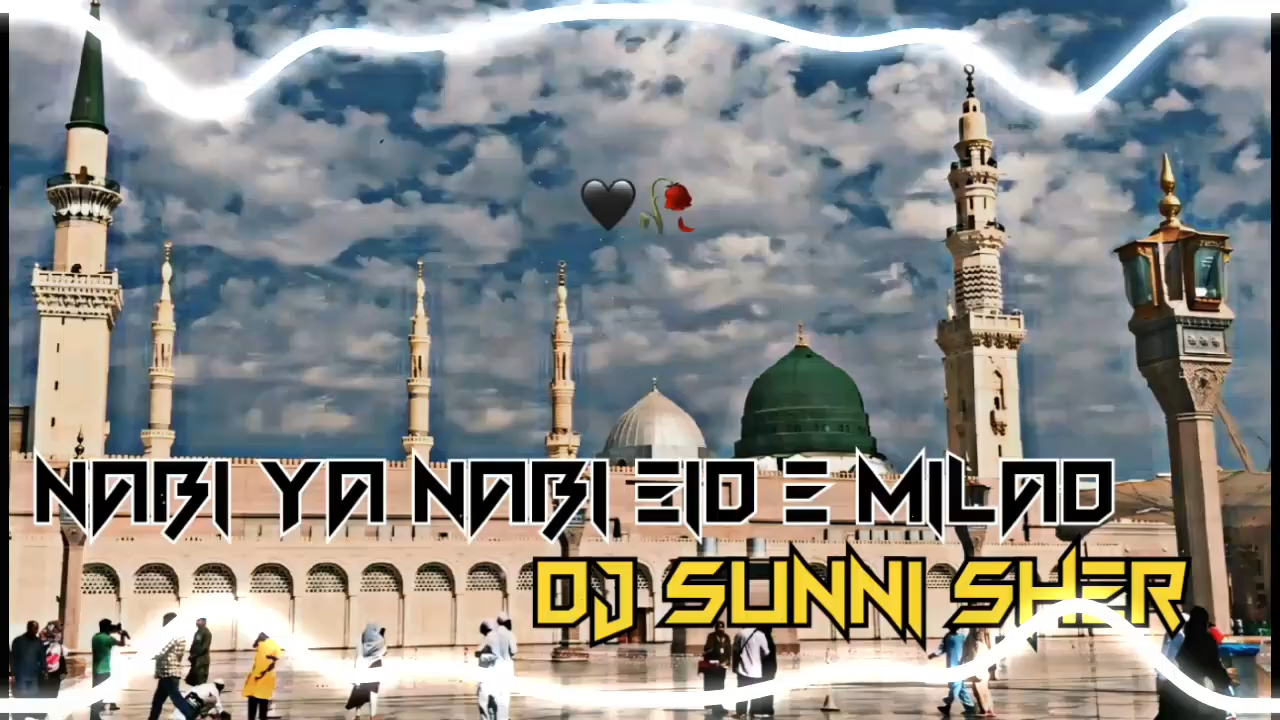 🖤🥀
NABI YA NABI EID E MILAD
DJ SUNNI SHER